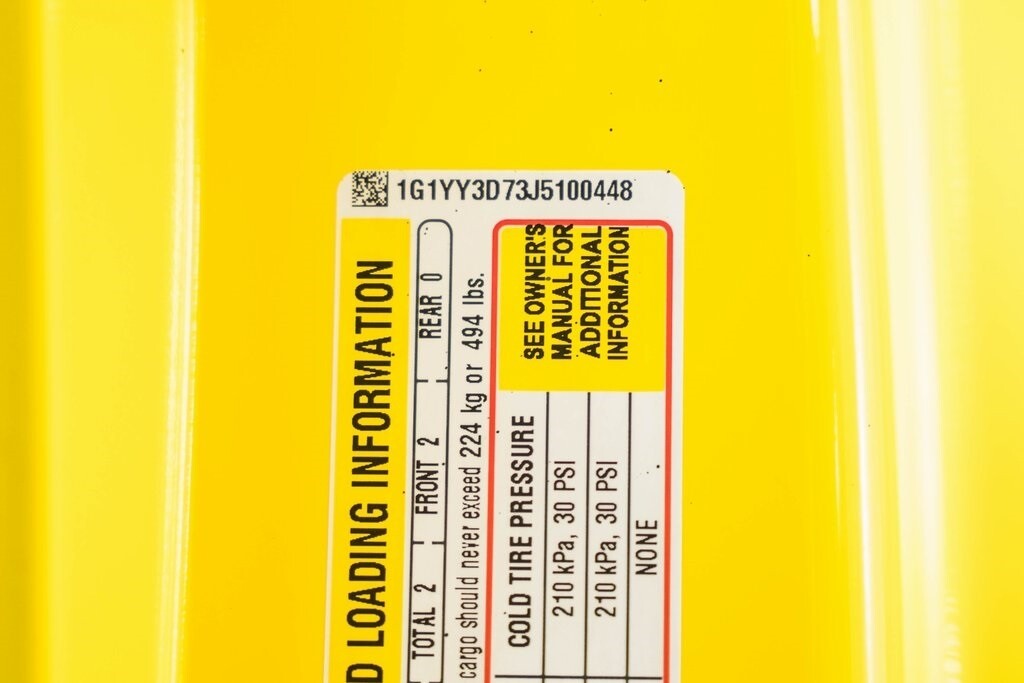 1G1YY3D73J5100448
D LOADING INFORMATION
TOTAL 2 FRONT 2 REAR 0
cargo should never exceed 224 kg or 494 lbs.
COLD TIRE PRESSURE
210 kPa, 30 PSI
210 kPa, 30 PSI
NONE
SEE OWNER'S
MANUAL FOR
ADDITIONAL
INFORMATION